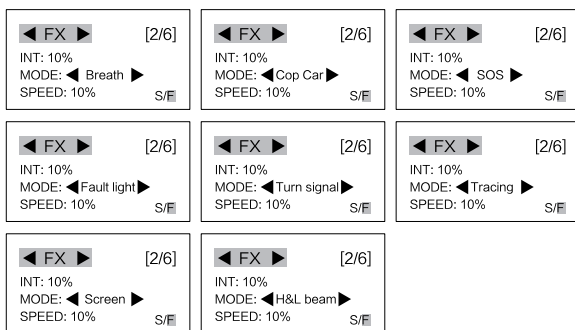 ◀ FX ▶ [2/6]
INT: 10%
MODE: ◀ Breath ▶
SPEED: 10% S/F
◀ FX ▶ [2/6]
INT: 10%
MODE: ◀ Cop Car ▶
SPEED: 10% S/F
◀ FX ▶ [2/6]
INT: 10%
MODE: ◀ SOS ▶
SPEED: 10% S/F
◀ FX ▶ [2/6]
INT: 10%
MODE: ◀ Fault light ▶
SPEED: 10% S/F
◀ FX ▶ [2/6]
INT: 10%
MODE: ◀ Turn signal ▶
SPEED: 10% S/F
◀ FX ▶ [2/6]
INT: 10%
MODE: ◀ Tracing ▶
SPEED: 10% S/F
◀ FX ▶ [2/6]
INT: 10%
MODE: ◀ Screen ▶
SPEED: 10% S/F
◀ FX ▶ [2/6]
INT: 10%
MODE: ◀ H&L beam ▶
SPEED: 10% S/F